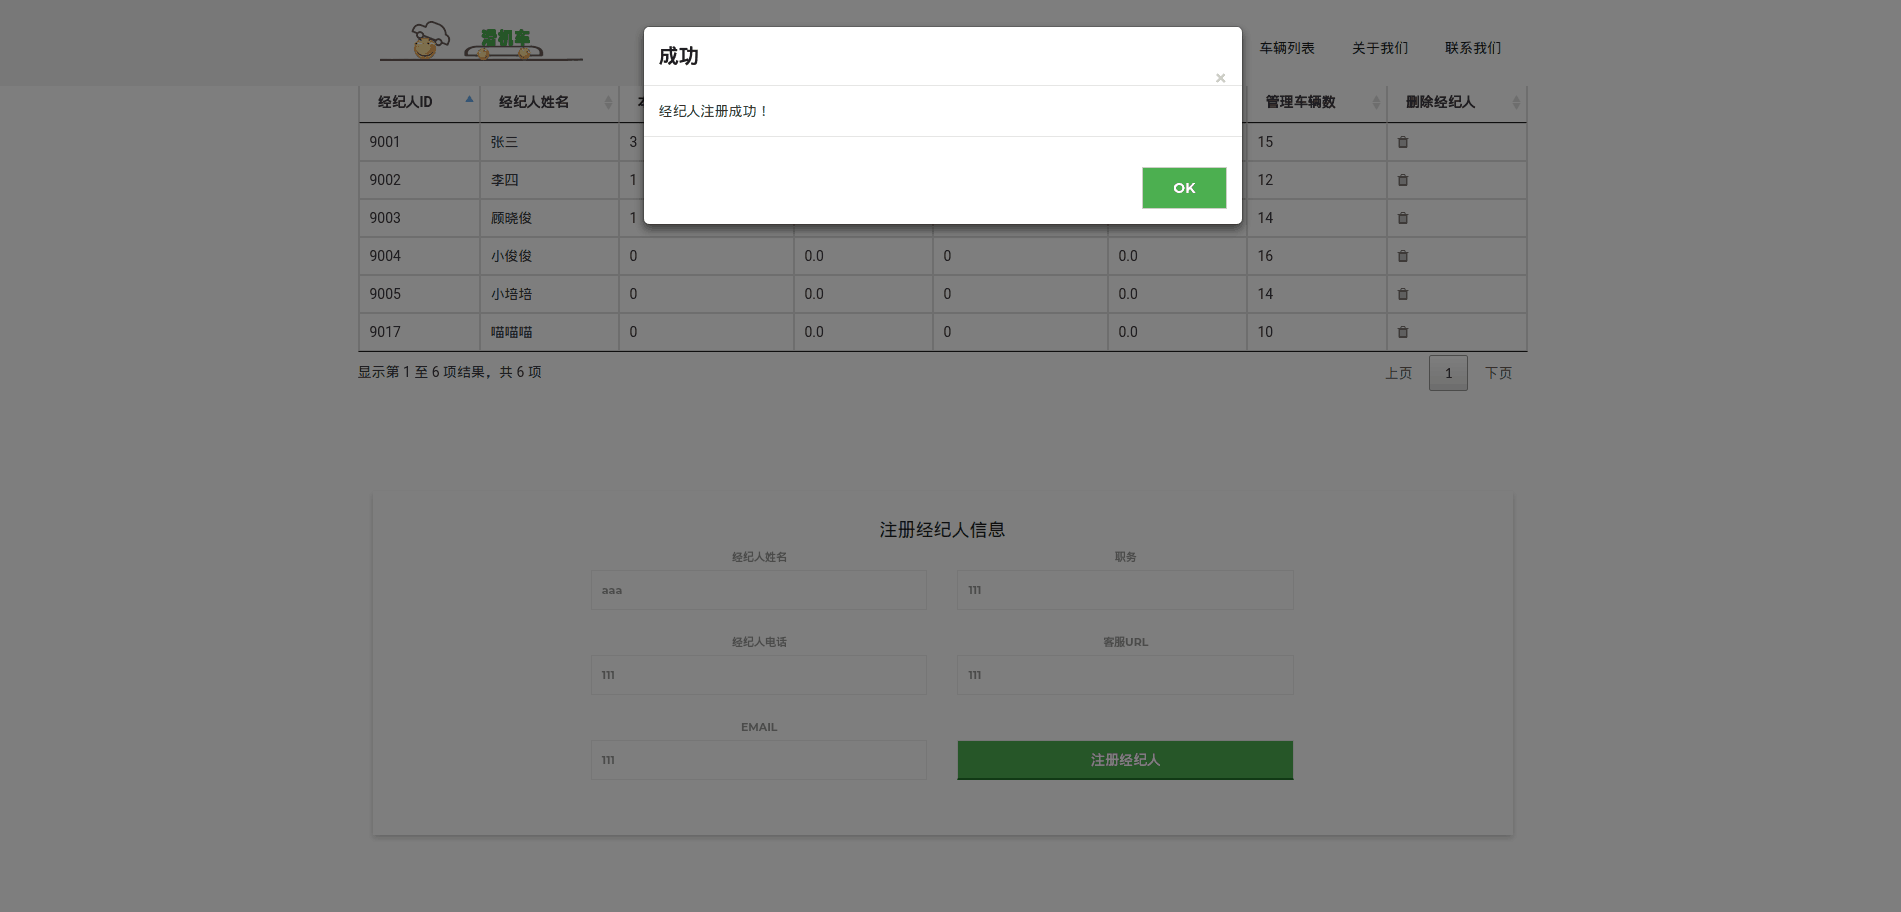 溜机车
车辆列表 关于我们 联系我们
成功
×
经纪人注册成功！
OK
经纪人ID 经纪人姓名 管理车辆数 删除经纪人
9001 张三 3 15
9002 李四 1 12
9003 顾晓俊 1 14
9004 小俊俊 0 0.0 0 0.0 16
9005 小培培 0 0.0 0 0.0 14
9017 喵喵喵 0 0.0 0 0.0 10
显示第 1 至 6 项结果，共 6 项
上页 1 下页
注册经纪人信息
经纪人姓名 职务
aaa 111
经纪人电话 客服URL
111 111
EMAIL
111 注册经纪人